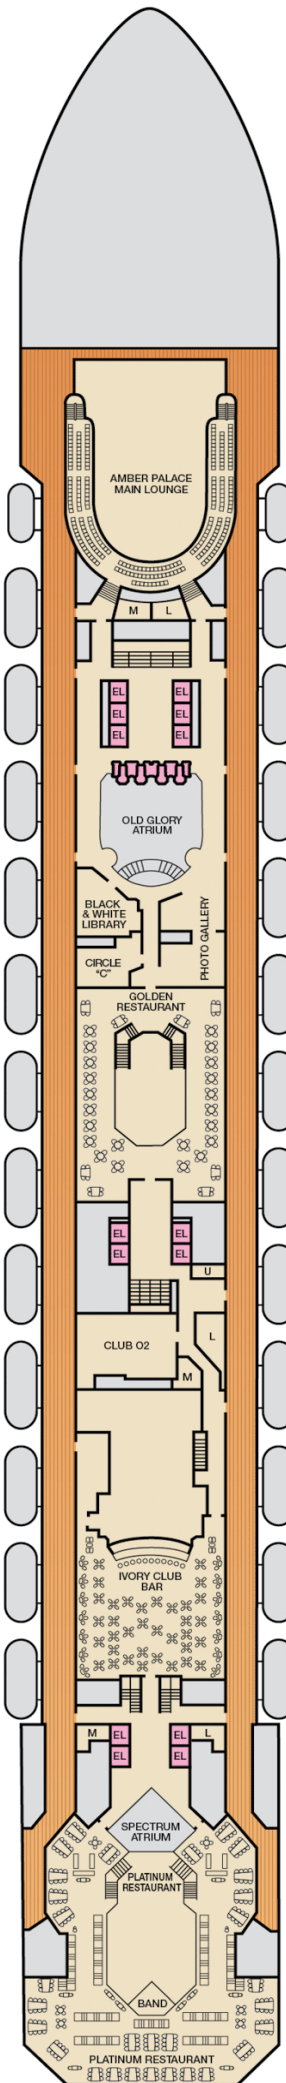 AMBER PALACE
MAIN LOUNGE
M L
EL EL
EL EL
EL EL
OLD GLORY
ATRIUM
BLACK
& WHITE
LIBRARY
PHOTO GALLERY
CIRCLE
"C"
GOLDEN
RESTAURANT
EL EL
EL EL
U
L
CLUB O2
M
IVORY CLUB
BAR
M EL EL L
EL EL
SPECTRUM
ATRIUM
PLATINUM
RESTAURANT
BAND
PLATINUM RESTAURANT